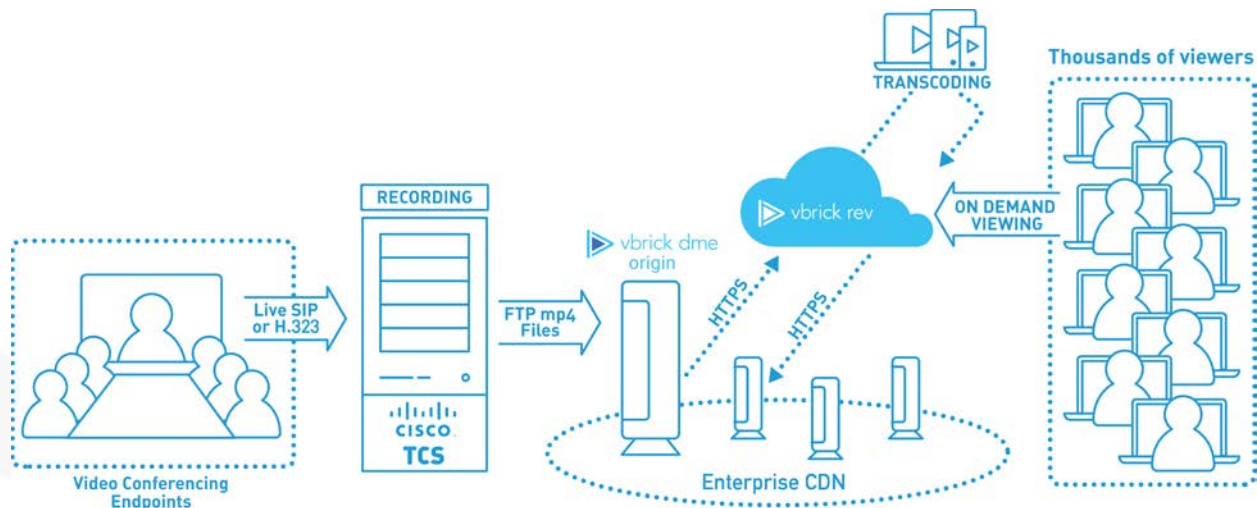 TRANSCODING
Thousands of viewers
RECORDING
vbrick rev
ON DEMAND
VIEWING
vbrick dme
origin
Live SIP
or H.323
FTP mp4
Files
HTTPS
HTTPS
CISCO
TCS
Enterprise CDN
Video Conferencing
Endpoints